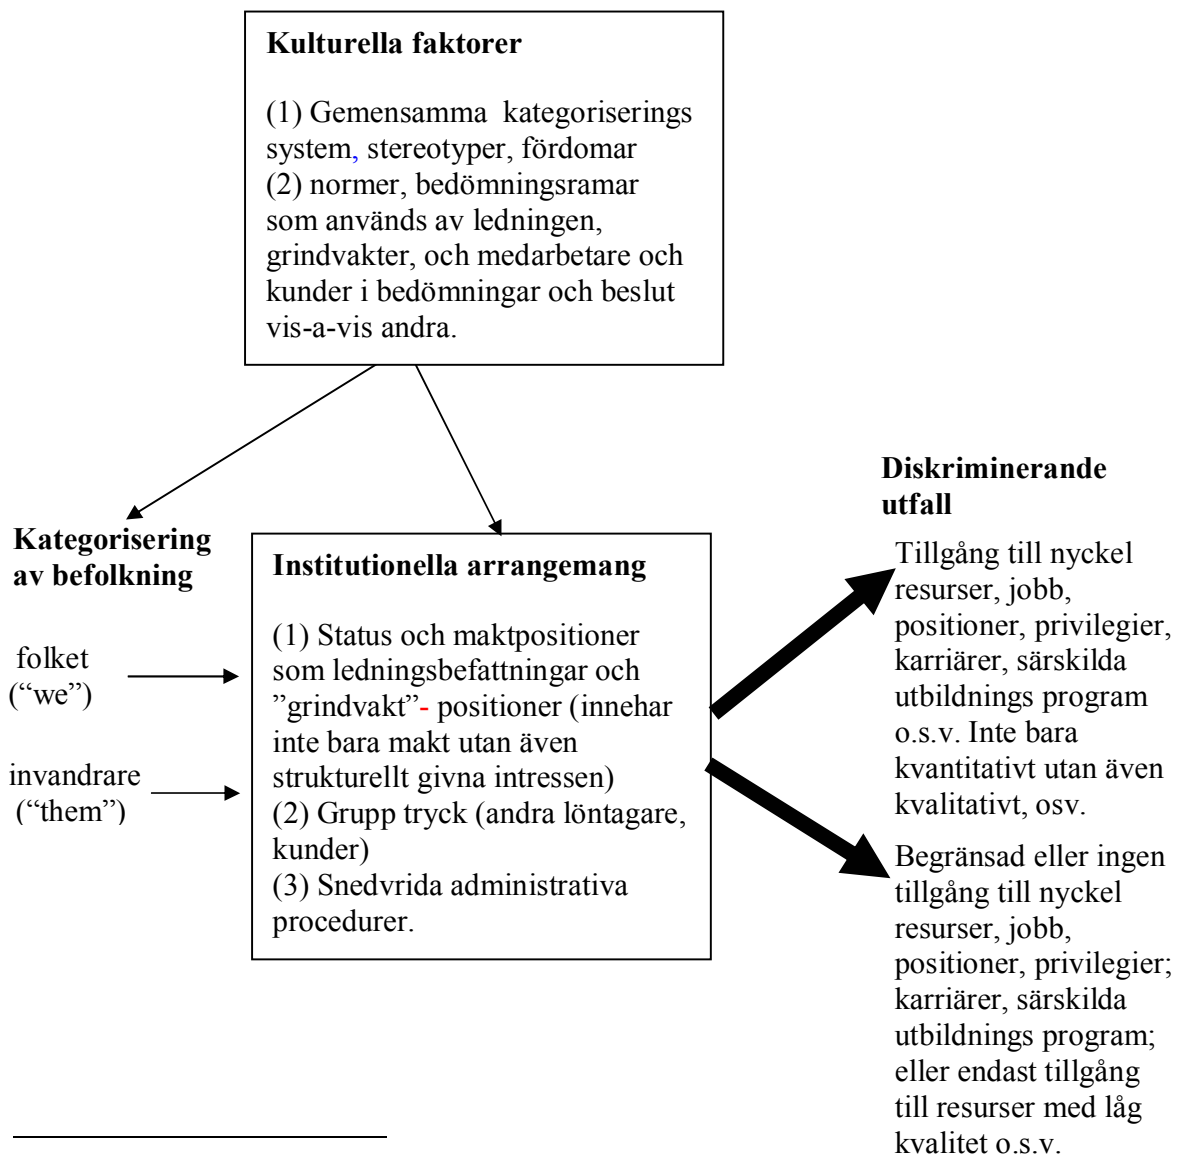 Kulturella faktorer
(1) Gemensamma kategoriserings
system, stereotyper, fördomar
(2) normer, bedömningsramar
som används av ledningen,
grindvakter, och medarbetare och
kunder i bedömningar och beslut
vis-a-vis andra.
Kategorisering
av befolkning
folket
(“we”)
invandrare
(“them”)
Institutionella arrangemang
(1) Status och maktpositioner
som ledningsbefattningar och
”grindvakt”- positioner (innehar
inte bara makt utan även
strukturellt givna intressen)
(2) Grupp tryck (andra löntagare,
kunder)
(3) Snedvrida administrativa
procedurer.
Diskriminerande
utfall
Tillgång till nyckel
resurser, jobb,
positioner, privilegier,
karriärer, särskilda
utbildnings program
o.s.v. Inte bara
kvantitativt utan även
kvalitativt, osv.
Begränsad eller ingen
tillgång till nyckel
resurser, jobb,
positioner, privilegier;
karriärer, särskilda
utbildnings program;
eller endast tillgång
till resurser med låg
kvalitet o.s.v.